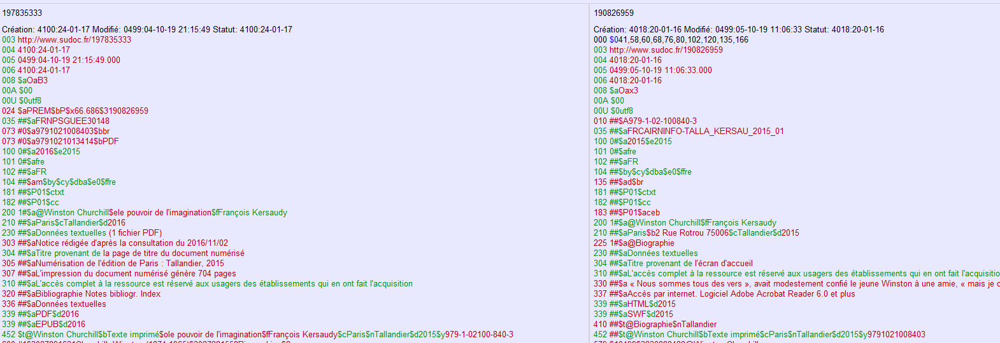 197835333
Création: 4100:24-01-17 Modifié: 0499:04-10-19 21:15:49 Statut: 4100:24-01-17
003 http://www.sudoc.fr/197835333
004 4100:24-01-17
005 0499:04-10-19 21:15:49.000
006 4100:24-01-17
008 $aOaB3
00A $00
00U $0utf8
024 $aPREM$bP$x66.686$3190826959
035 ##$aFRNPSGUEE30148
073 #0$a9791021008403$bbr
073 #0$a9791021013414$bPDF
100 0#$a2016$e2015
101 0#$afre
102 ##$aFR
104 ##$am$by$cy$dba$e0$ffre
181 ##$P01$ctxt
182 ##$P01$cc
200 1#$a@Winston Churchill$ele pouvoir de l'imagination$fFrançois Kersaudy
210 ##$aParis$cTallandier$d2016
230 ##$aDonnées textuelles (1 fichier PDF)
303 ##$aNotice rédigée d'après la consultation du 2016/11/02
304 ##$aTitre provenant de la page de titre du document numérisé
305 ##$aNumérisation de l'édition de Paris : Tallandier, 2015
307 ##$aL'impression du document numérisé génère 704 pages
310 ##$aL'accès complet à la ressource est réservé aux usagers des établissements qui en ont fait l'acquisition
320 ##$aBibliographie Notes bibliogr. Index
336 ##$aDonnées textuelles
339 ##$aPDF$d2016
339 ##$aEPUB$d2016
452 $t@Winston Churchill$bTexte imprimé$ole pouvoir de l'imagination$fFrançois Kersaudy$cParis$nTallandier$d2015$y979-1-02100-840-3
190826959
Création: 4018:20-01-16 Modifié: 0499:05-10-19 11:06:33 Statut: 4018:20-01-16
000 $041,58,60,68,76,80,102,120,135,166
003 http://www.sudoc.fr/190826959
004 4018:20-01-16
005 0499:05-10-19 11:06:33.000
006 4018:20-01-16
008 $aOax3
00A $00
00U $0utf8
010 ##$A979-1-02-100840-3
035 ##$aFRCAIRNINFO-TALLA_KERSAU_2015_01
100 0#$a2015$e2015
101 0#$afre
102 ##$aFR
104 ##$by$cy$dba$e0$ffre
135 ##$ad$br
181 ##$P01$ctxt
182 ##$P01$cc
183 ##$P01$aceb
200 1#$a@Winston Churchill$fFrançois Kersaudy
210 ##$aParis$b2 Rue Rotrou 75006$cTallandier$d2015
225 1#$a@Biographie
230 ##$aDonnées textuelles
304 ##$aTitre provenant de l'écran d'accueil
310 ##$aL'accès complet à la ressource est réservé aux usagers des établissements qui en ont fait l'acquisitio
330 ##$a « Nous sommes tous des vers », avait modestement confié le jeune Winston à une amie, « mais je c
337 ##$aAccès par internet. Logiciel Adobe Acrobat Reader 6.0 et plus
339 ##$aHTML$d2015
339 ##$aSWF$d2015
410 ##$t@Biographie$nTallandier
452 ##$t@Winston Churchill$bTexte imprimé$cParis$nTallandier$d2015$y9791021008403